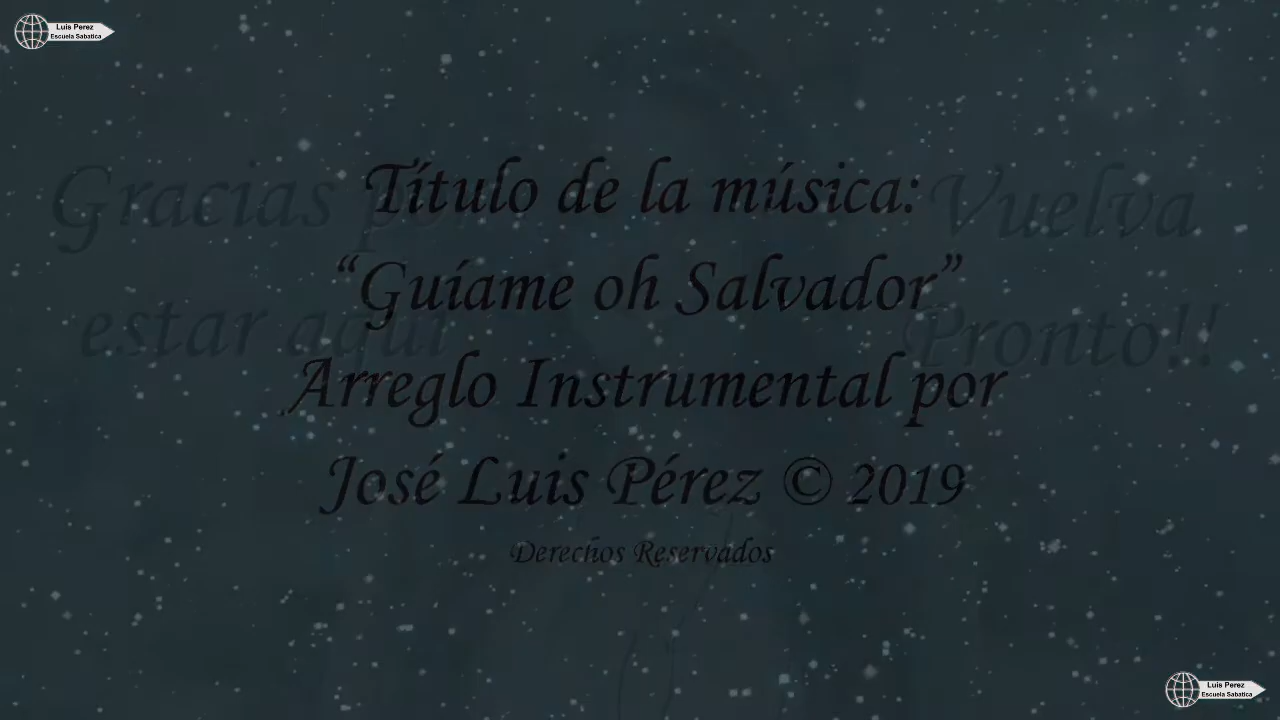 Luis Perez
Escuela Sabatica
Título de la música:
“Guíame oh Salvador”
Arreglo Instrumental por
José Luis Pérez © 2019
Derechos Reservados
Gracias p
estar aquí
Vuelva
Pronto!!
Luis Perez
Escuela Sabatica